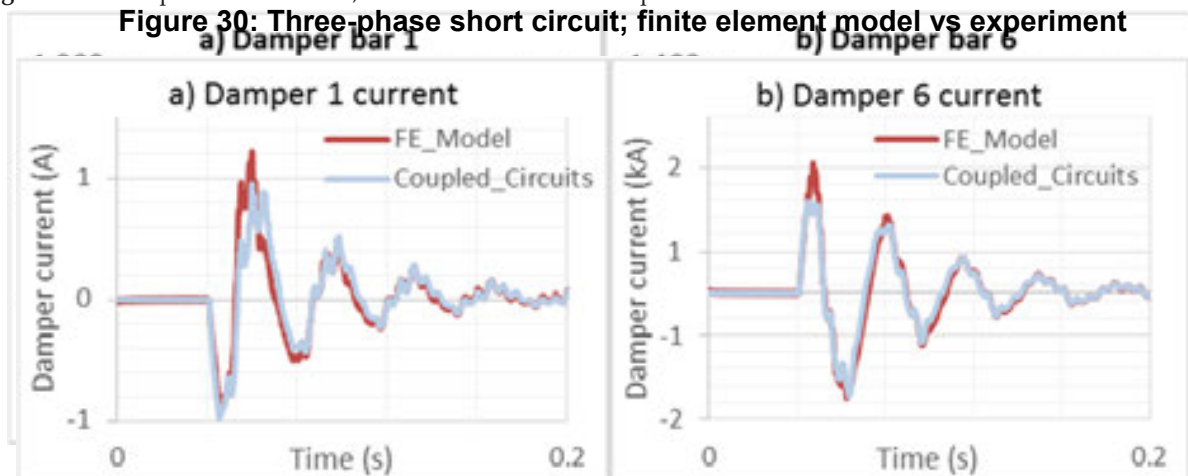 Figure 30: Three-phase short circuit; finite element model vs experiment
a) Damper bar 1
b) Damper bar 6
a) Damper 1 current
FE_Model
Coupled_Circuits
Damper current (A)
1
0
-1
0
Time (s)
0.2
b) Damper 6 current
FE_Model
Coupled_Circuits
Damper current (kA)
2
1
-1
-2
0
Time (s)
0.2